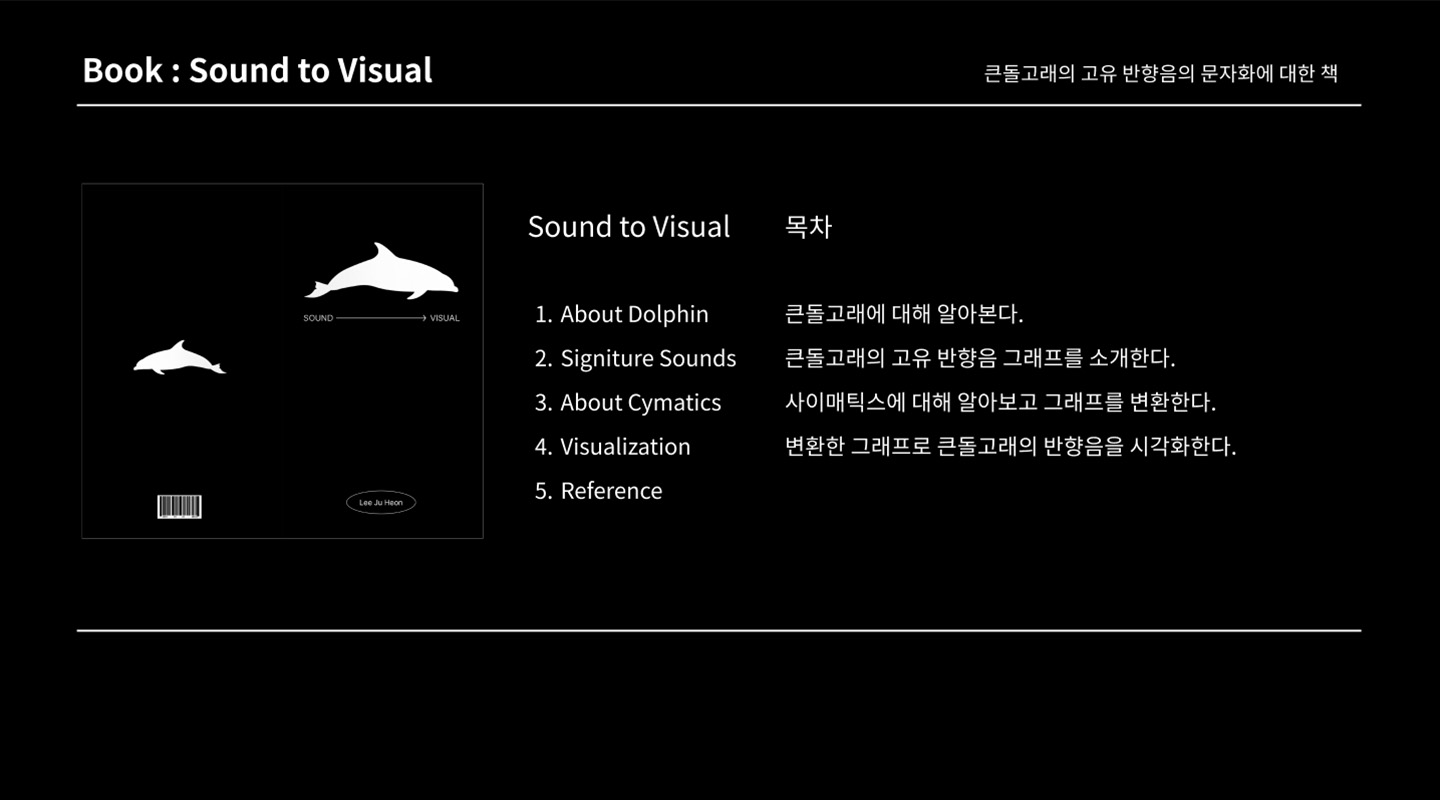 Book : Sound to Visual
큰돌고래의 고유 반향음의 문자화에 대한 책
SOUND VISUAL
Lee Ju Heon
Sound to Visual
목차
1. About Dolphin
큰돌고래에 대해 알아본다.
2. Signiture Sounds
큰돌고래의 고유 반향음 그래프를 소개한다.
3. About Cymatics
사이매틱스에 대해 알아보고 그래프를 변환한다.
4. Visualization
변환한 그래프로 큰돌고래의 반향음을 시각화한다.
5. Reference